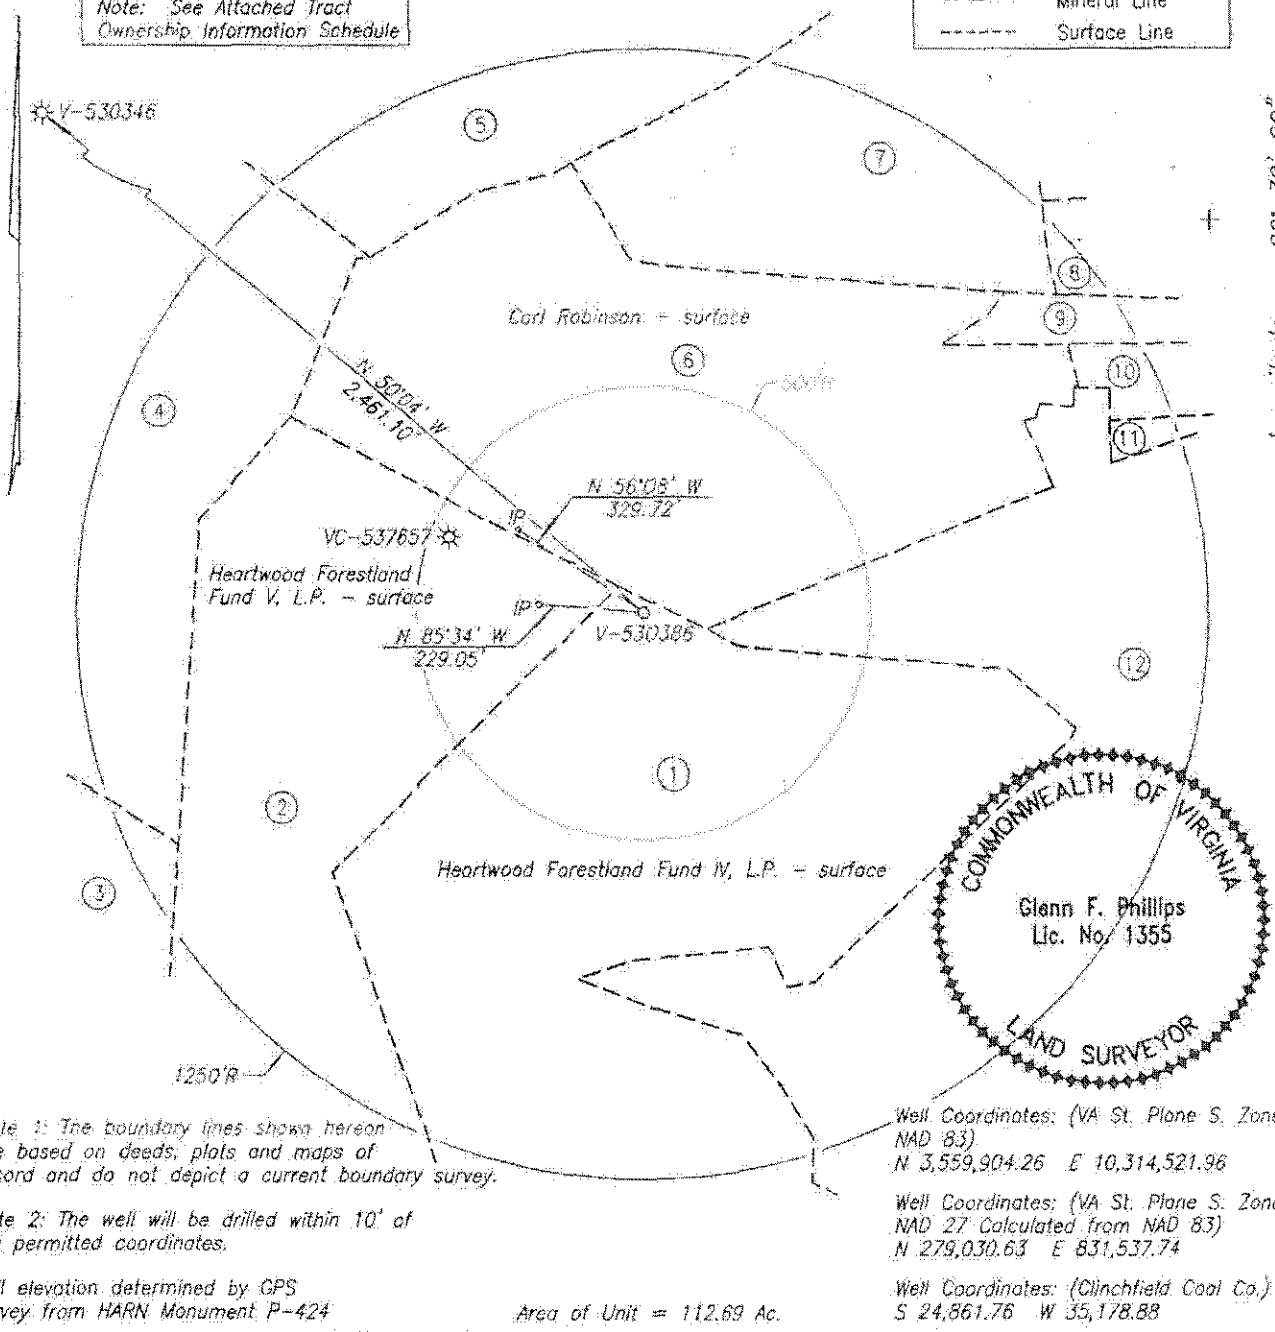 Note: See Attached Tract
Ownership Information Schedule
Mineral Line
Surface Line
V-530346
5
7
8
9
Carl Robinson - surface
6
500'R
10
4
N 50°04' W
2,461.10'
11
N 56°08' W
329.72'
IP
VC-537657
Heartwood Forestland
Fund V, L.P. - surface
IP
N 85°34' W
229.05'
V-530386
12
1
2
Heartwood Forestland Fund IV, L.P. - surface
3
COMMONWEALTH OF VIRGINIA
Glenn F. Phillips
Lic. No. 1355
LAND SURVEYOR
1250'R
1: The boundary lines shown hereon
based on deeds, plats and maps of
and do not depict a current boundary survey.
2: The well will be drilled within 10' of
permitted coordinates.
elevation determined by GPS
from HARN Monument P-424
Area of Unit = 112.69 Ac.
Well Coordinates: (VA St. Plane S. Zone
NAD 83)
N 3,559,904.26 E 10,314,521.96
Well Coordinates: (VA St. Plane S. Zone
NAD 27 Calculated from NAD 83)
N 279,030.63 E 831,537.74
Well Coordinates: (Clinchfield Coal Co.)
S 24,861.76 W 35,178.88